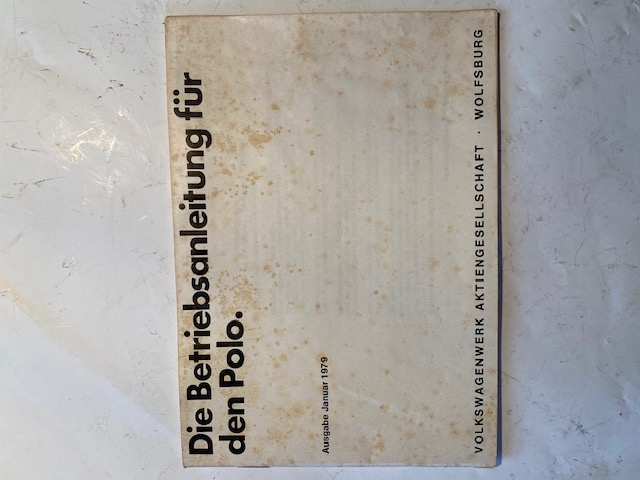 Die Betriebsanleitung für
den Polo.
Ausgabe Januar 1979
VOLKSWAGENWERK AKTIENGESELLSCHAFT · WOLFSBURG